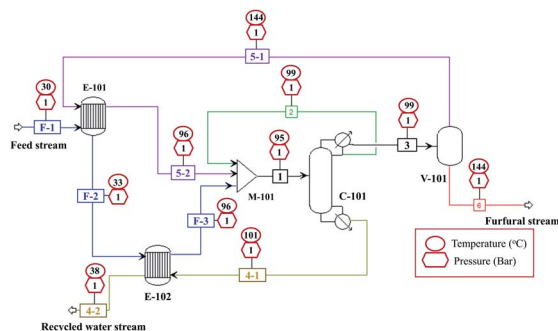 144
1
5-1
30
1
E-101
F-1
Feed stream
99
1
2
99
1
3
V-101
96
1
5-2
95
1
1
M-101
C-101
144
1
6
Furfural stream
33
1
F-2
96
1
F-3
101
1
4-1
E-102
38
1
4-2
Recycled water stream
Temperature (°C)
Pressure (Bar)